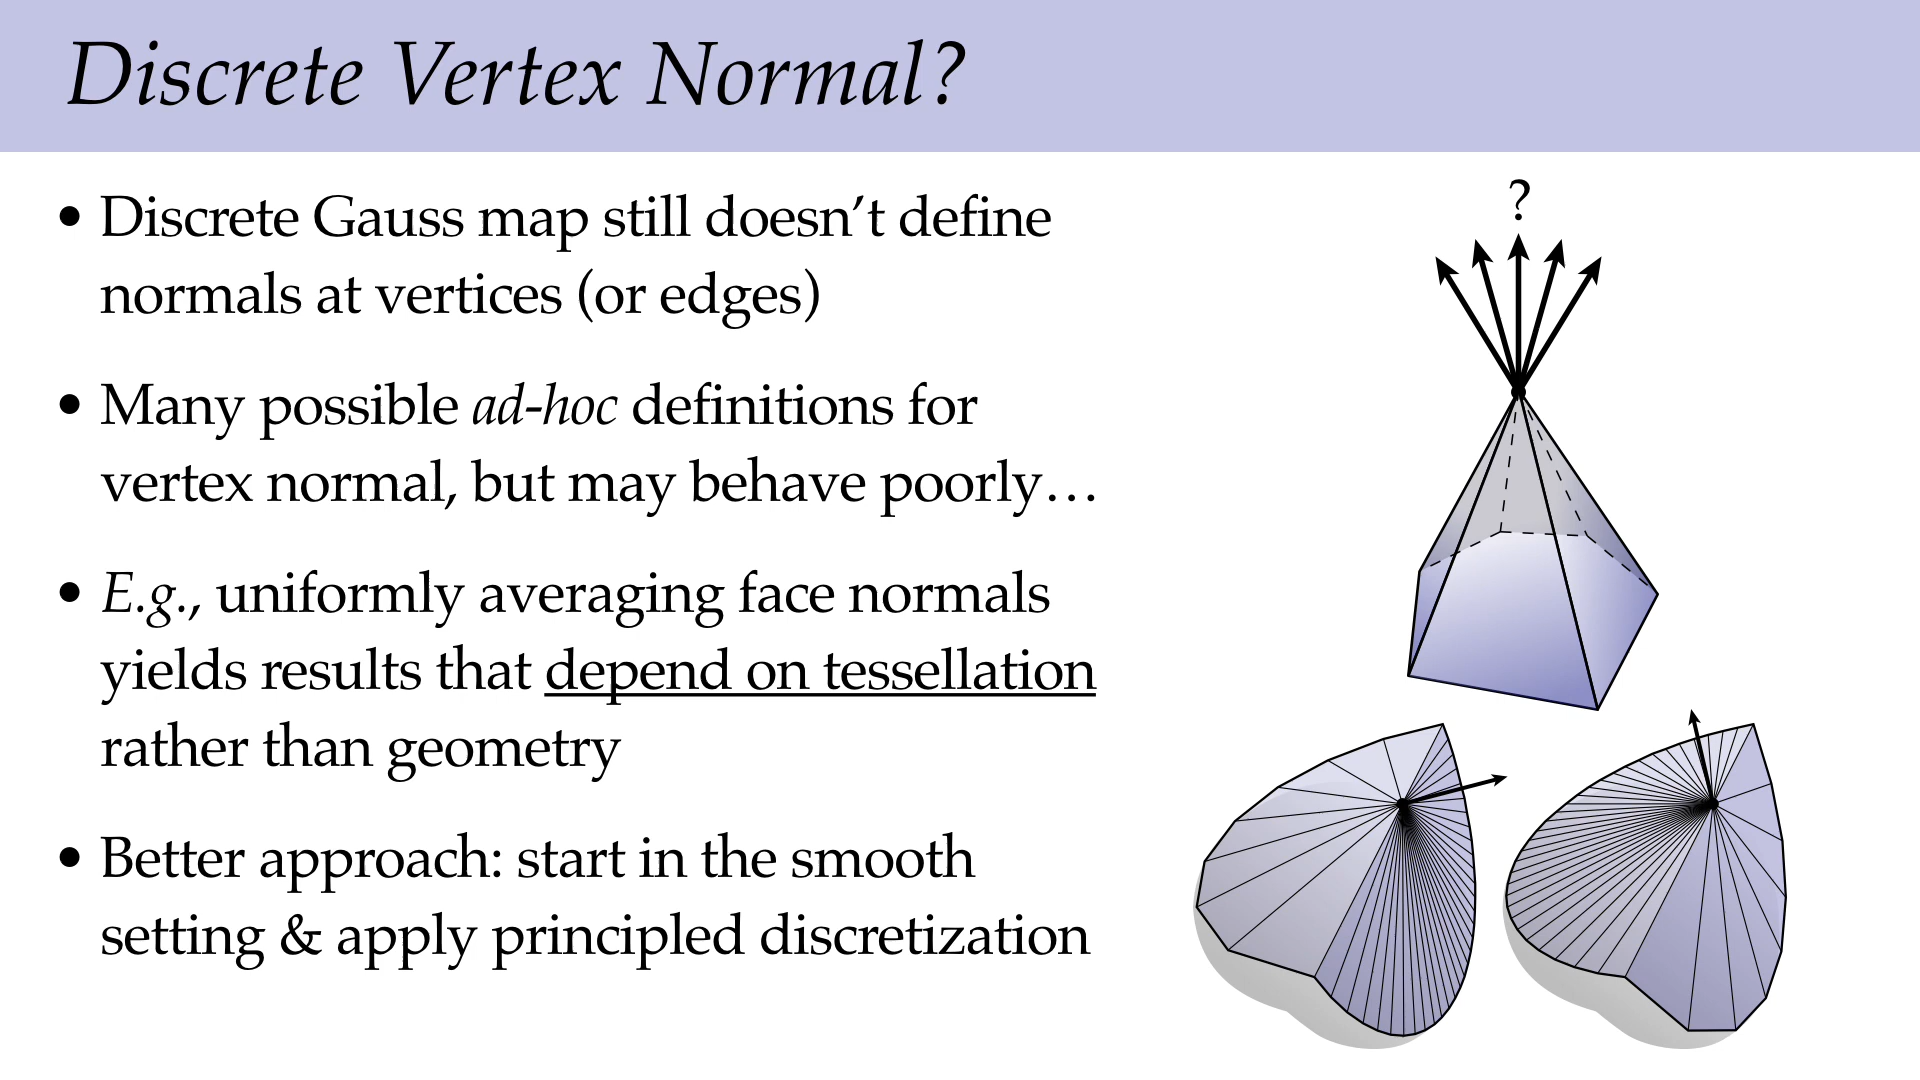 Discrete Vertex Normal?
• Discrete Gauss map still doesn’t define
normals at vertices (or edges)
• Many possible ad-hoc definitions for
vertex normal, but may behave poorly…
• E.g., uniformly averaging face normals
yields results that depend on tessellation
rather than geometry
• Better approach: start in the smooth
setting & apply principled discretization
?